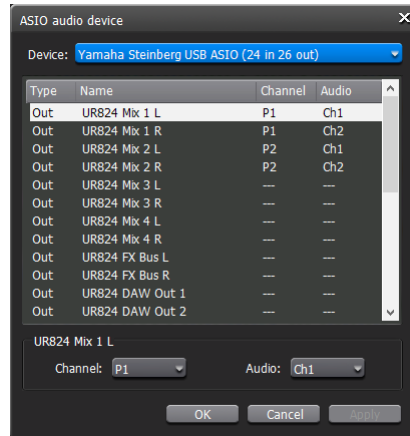 ASIO audio device
Device: Yamaha Steinberg USB ASIO (24 in 26 out)
Type Name Channel Audio
Out UR824 Mix 1 L P1 Ch1
Out UR824 Mix 1 R P1 Ch2
Out UR824 Mix 2 L P2 Ch1
Out UR824 Mix 2 R P2 Ch2
Out UR824 Mix 3 L --- ---
Out UR824 Mix 3 R --- ---
Out UR824 Mix 4 L --- ---
Out UR824 Mix 4 R --- ---
Out UR824 FX Bus L --- ---
Out UR824 FX Bus R --- ---
Out UR824 DAW Out 1 --- ---
Out UR824 DAW Out 2 --- ---
UR824 Mix 1 L
Channel: P1 Audio: Ch1
OK Cancel Apply